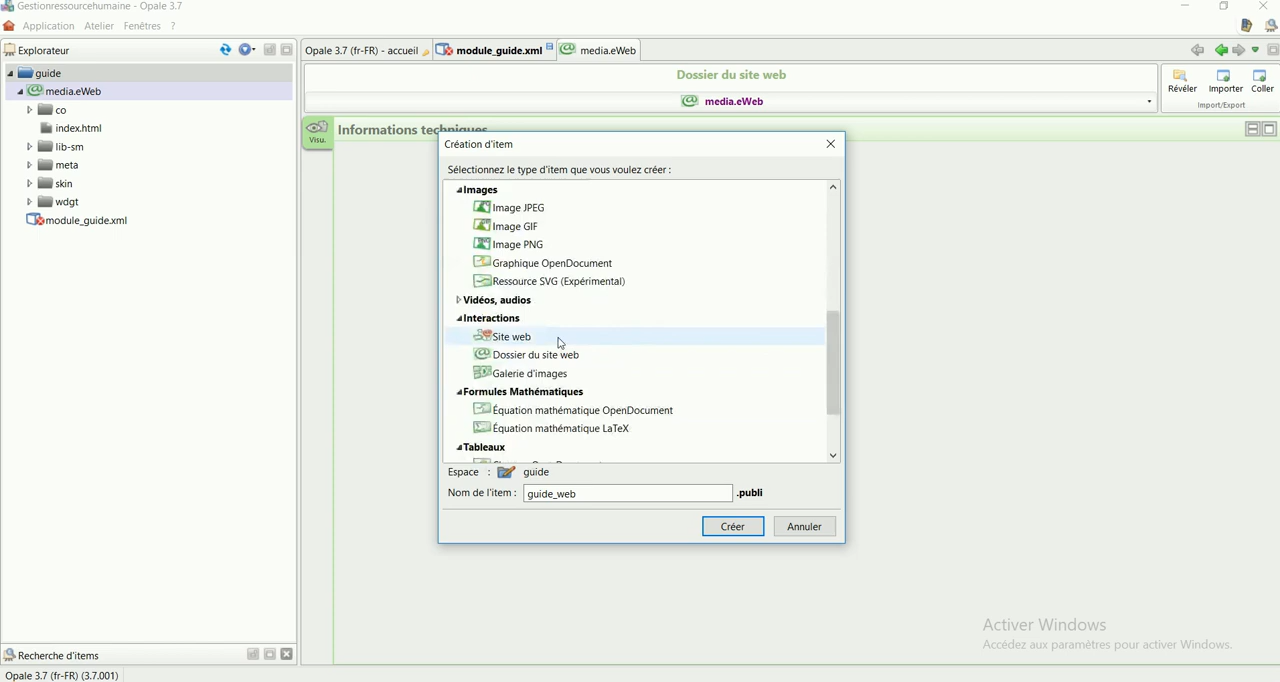 Gestionressourcehumaine - Opale 3.7
Application Atelier Fenêtres ?
Explorateur
guide
media.eWeb
co
index.html
lib-sm
meta
skin
wdgt
module_guide.xml
Recherche d'items
Opale 3.7 (fr-FR) (3.7.001)
Opale 3.7 (fr-FR) - accueil module_guide.xml media.eWeb
Dossier du site web
media.eWeb
Révéler Importer Coller
Import/Export
Visu.
Informations techniques
Création d'item
Sélectionnez le type d'item que vous voulez créer :
Images
Image JPEG
Image GIF
Image PNG
Graphique OpenDocument
Ressource SVG (Expérimental)
Vidéos, audios
Interactions
Site web
Dossier du site web
Galerie d'images
Formules Mathématiques
Équation mathématique OpenDocument
Équation mathématique LaTeX
Tableaux
Espace : guide
Nom de l'item : guide_web .publi
Créer Annuler
Activer Windows
Accédez aux paramètres pour activer Windows.